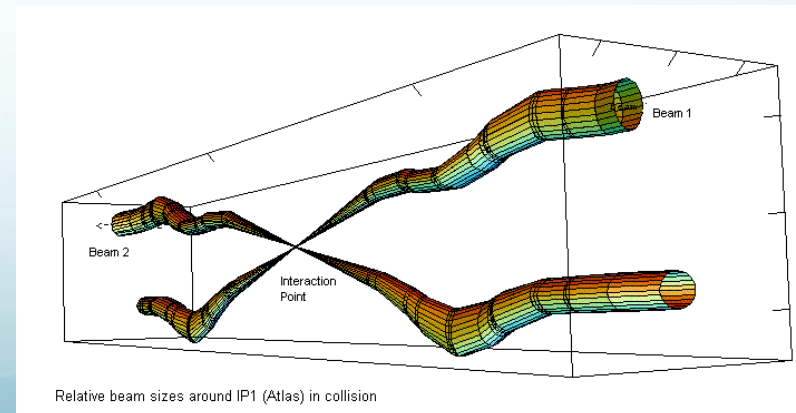 Beam 1
Beam 2
Interaction
Point
Relative beam sizes around IP1 (Atlas) in collision